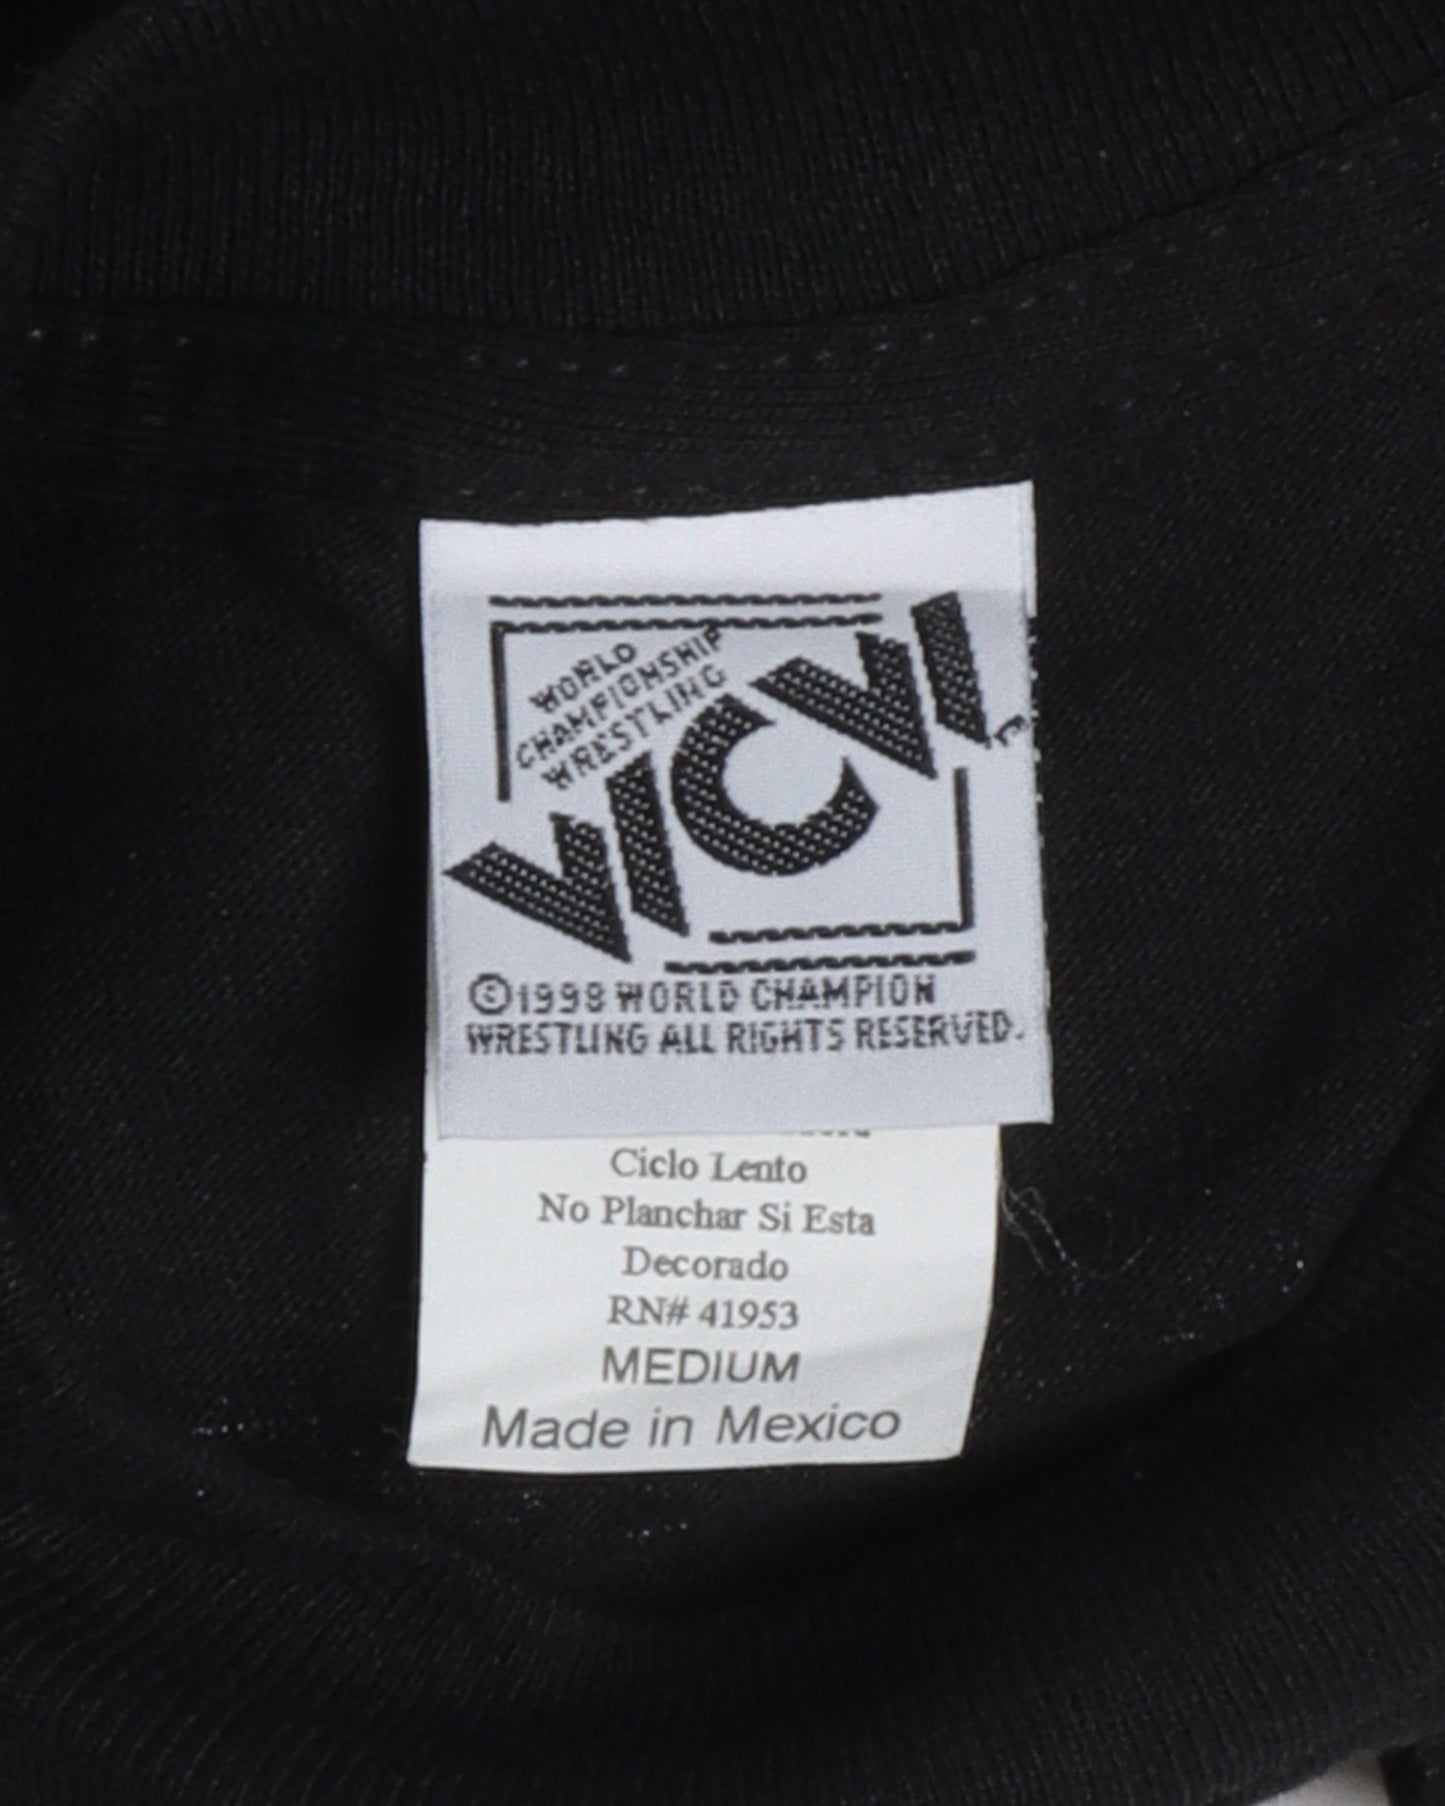 WORLD
CHAMPIONSHIP
WRESTLING
WCW
©1998 WORLD CHAMPION
WRESTLING ALL RIGHTS RESERVED.
Ciclo Lento
No Planchar Si Esta
Decorado
RN# 41953
MEDIUM
Made in Mexico